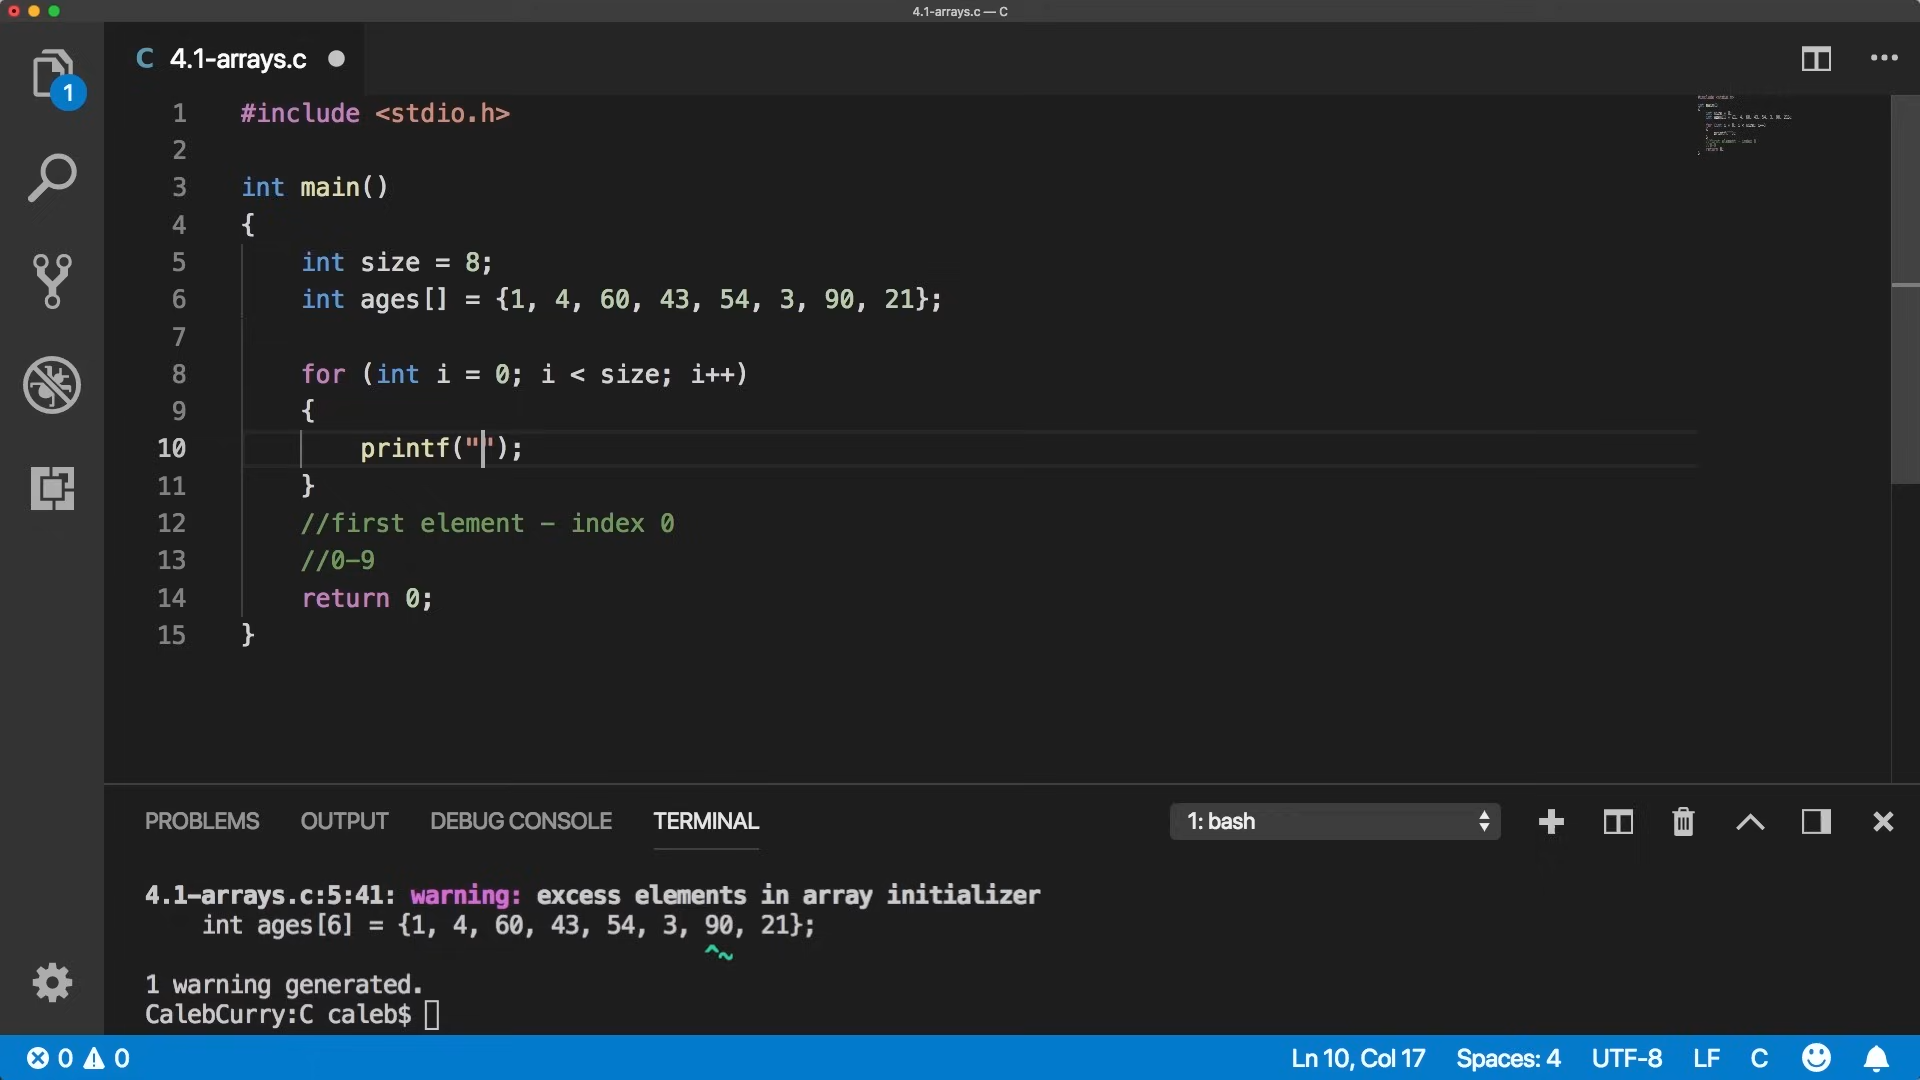 4.1-arrays.c — C
C 4.1-arrays.c
1
1 #include <stdio.h>
2
3 int main()
4 {
5     int size = 8;
6     int ages[] = {1, 4, 60, 43, 54, 3, 90, 21};
7
8     for (int i = 0; i < size; i++)
9     {
10         printf("");
11     }
12     //first element - index 0
13     //0-9
14     return 0;
15 }
PROBLEMS OUTPUT DEBUG CONSOLE TERMINAL 1: bash
4.1-arrays.c:5:41: warning: excess elements in array initializer
    int ages[6] = {1, 4, 60, 43, 54, 3, 90, 21};
^~
1 warning generated.
CalebCurry:C caleb$
0 0 Ln 10, Col 17 Spaces: 4 UTF-8 LF C